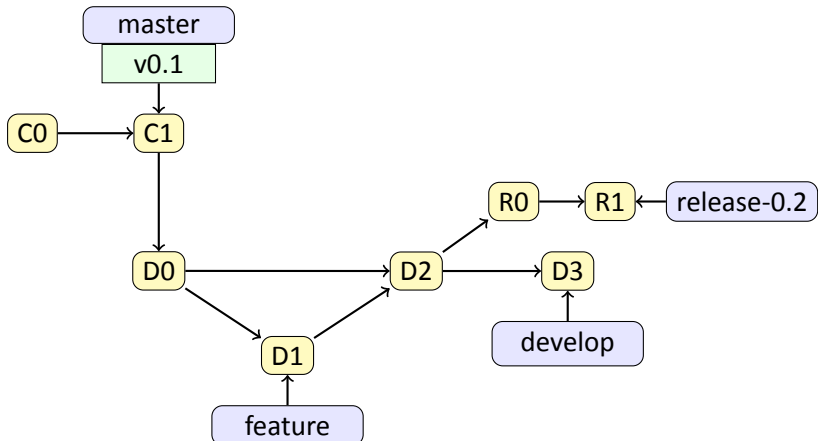 master
v0.1
C0
C1
R0
R1
release-0.2
D0
D2
D3
develop
D1
feature